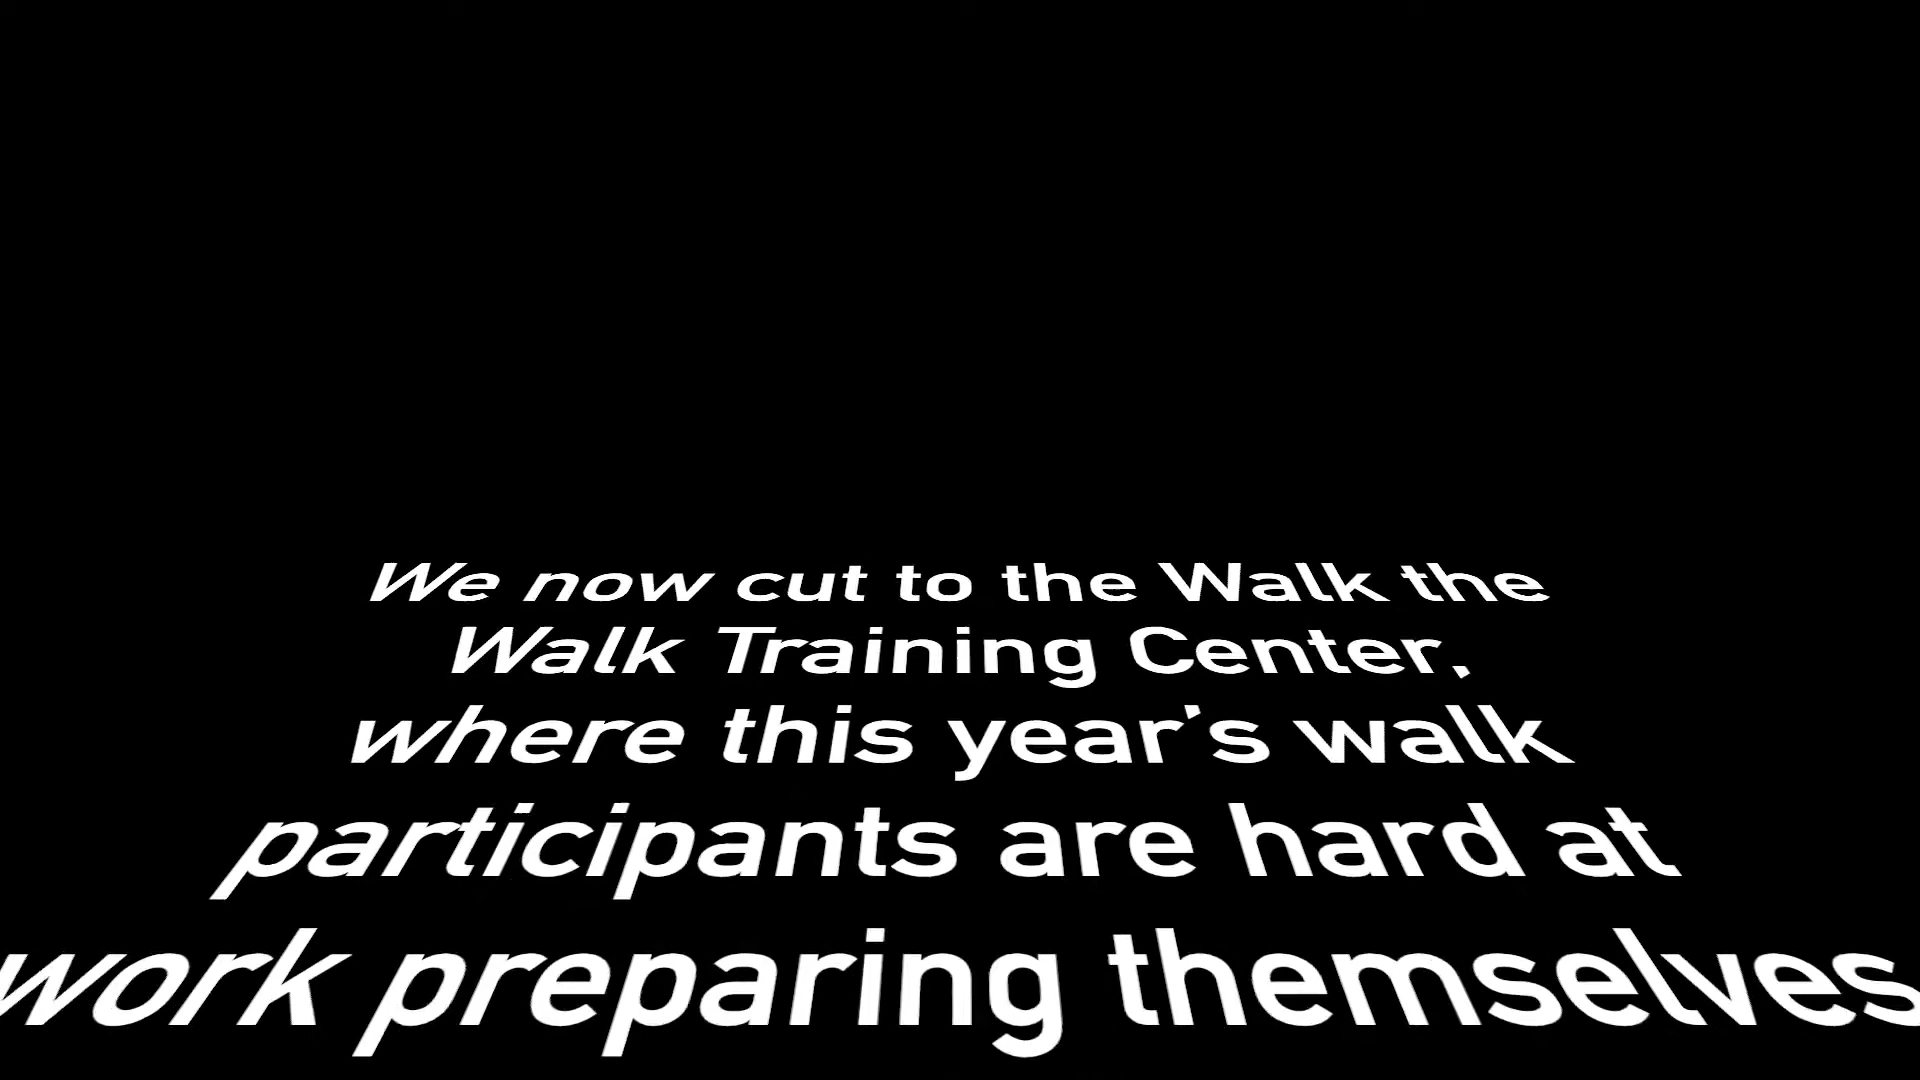 We now cut to the Walk the
Walk Training Center,
where this year's walk
participants are hard at
work preparing themselves